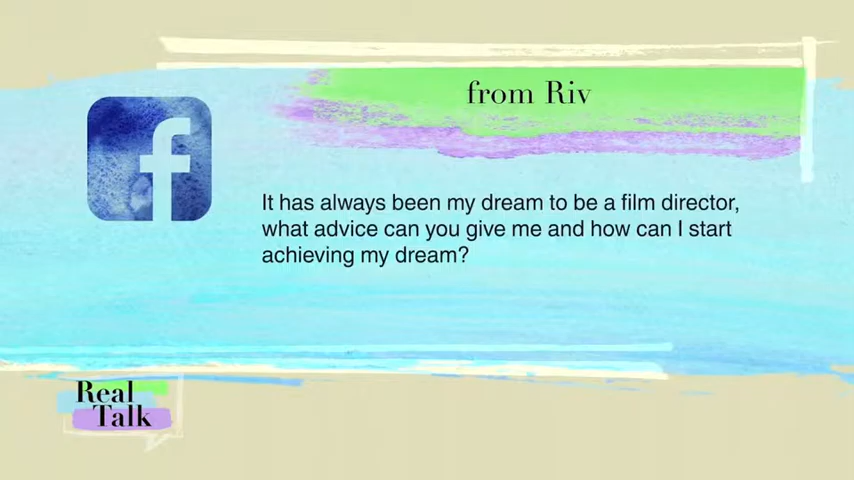 from Riv
It has always been my dream to be a film director,
what advice can you give me and how can I start
achieving my dream?
Real
Talk